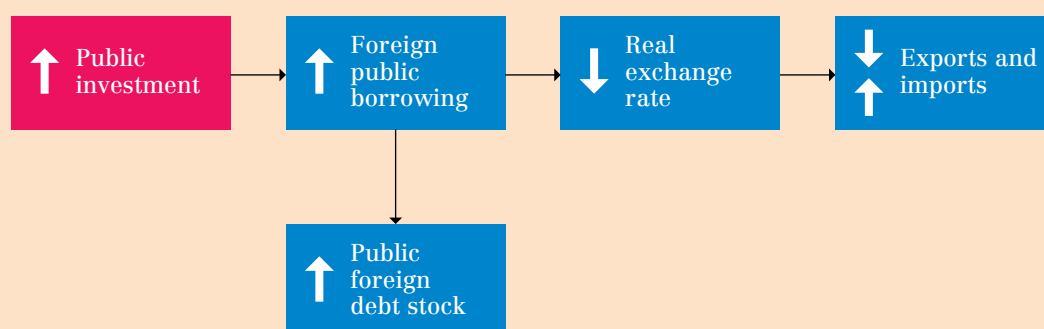 Public
investment
Foreign
public
borrowing
Real
exchange
rate
Exports and
imports
Public
foreign
debt stock